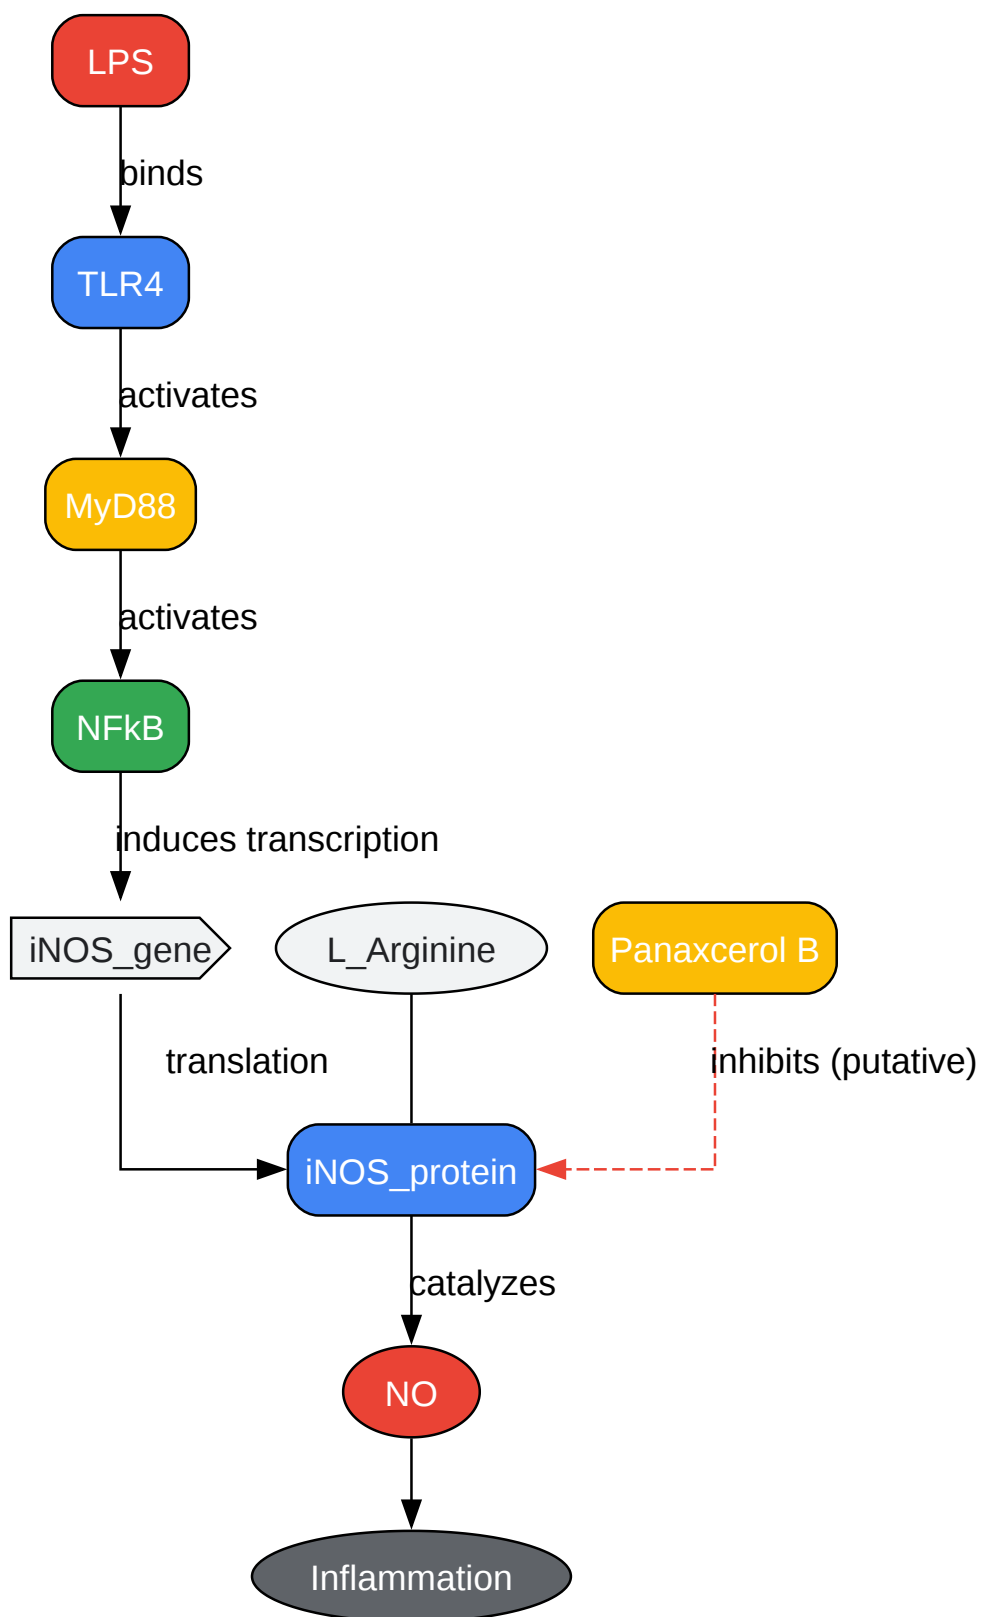 LPS
binds
TLR4
activates
MyD88
activates
NFkB
induces transcription
iNOS_gene
L_Arginine
Panaxcerol B
translation
inhibits (putative)
iNOS_protein
catalyzes
NO
Inflammation